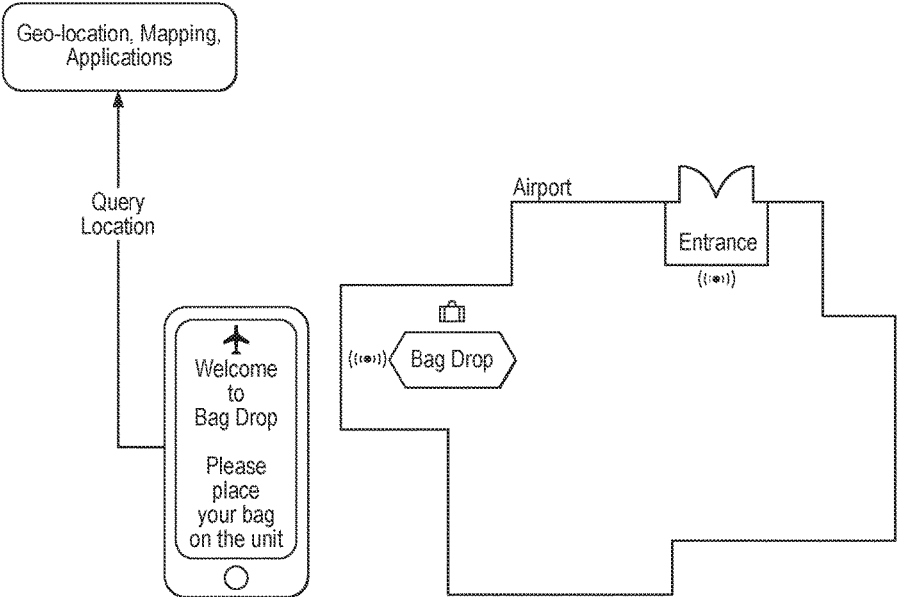 Geo-location, Mapping,
Applications
Query
Location
Airport
Entrance
Bag Drop
Welcome
to
Bag Drop
Please
place
your bag
on the unit